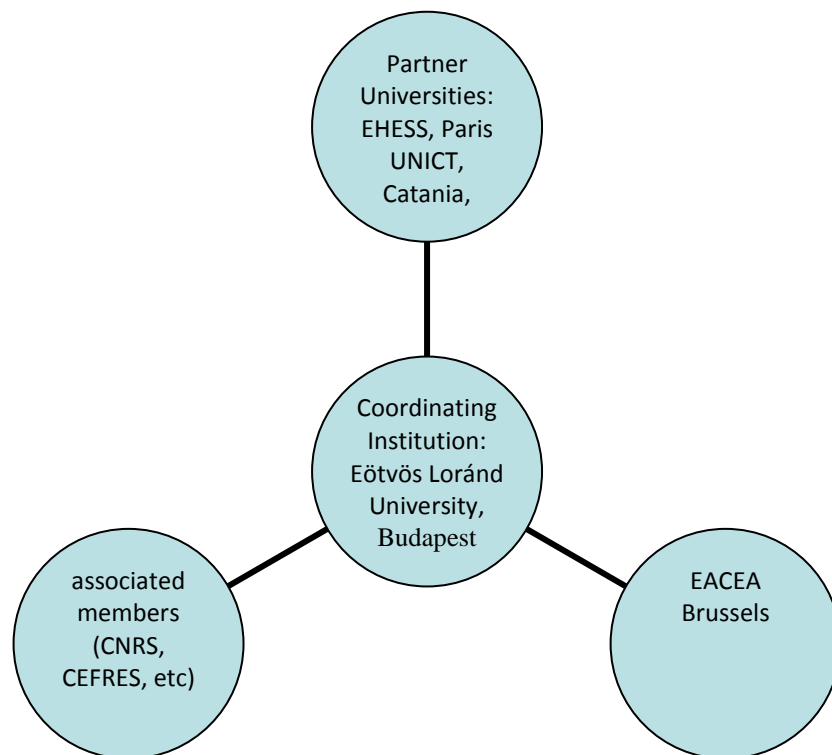 Partner
Universities:
EHESS, Paris
UNICT,
Catania,
Coordinating
Institution:
Eötvös Loránd
University,
Budapest
associated
members
(CNRS,
CEFRES, etc)
EACEA
Brussels